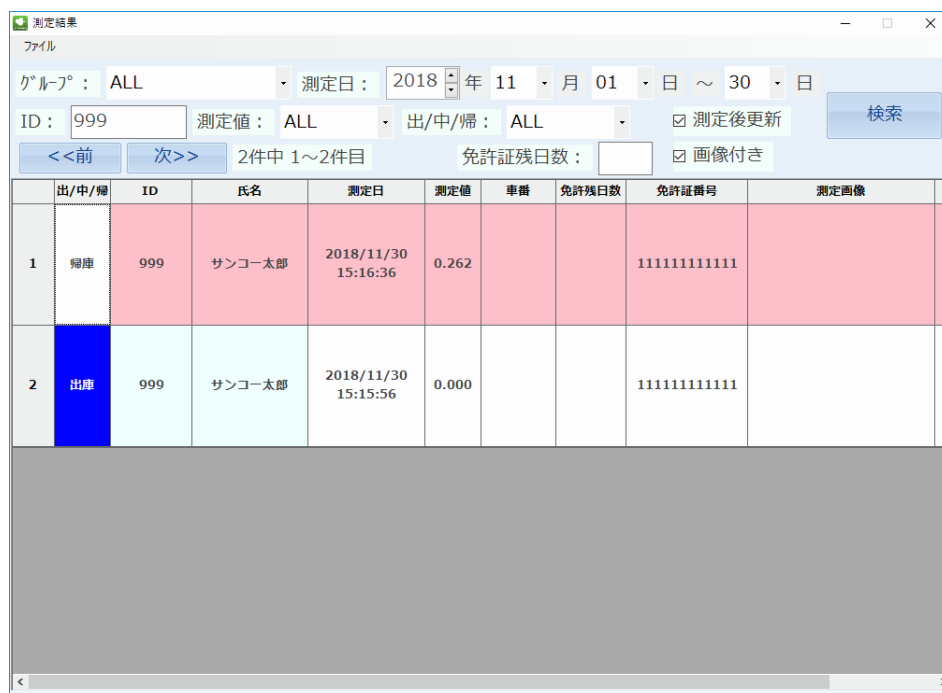 測定結果
ファイル
グループ： ALL 測定日： 2018 年 11 月 01 日 ～ 30 日
ID： 999 測定値： ALL 出/中/帰： ALL 測定後更新 検索
<<前 次>> 2件中 1～2件目 免許証残日数： 画像付き
出/中/帰 ID 氏名 測定日 測定値 車番 免許残日数 免許証番号 測定画像
1 帰庫 999 サンコー太郎 2018/11/30 15:16:36 0.262 111111111111
2 出庫 999 サンコー太郎 2018/11/30 15:15:56 0.000 111111111111